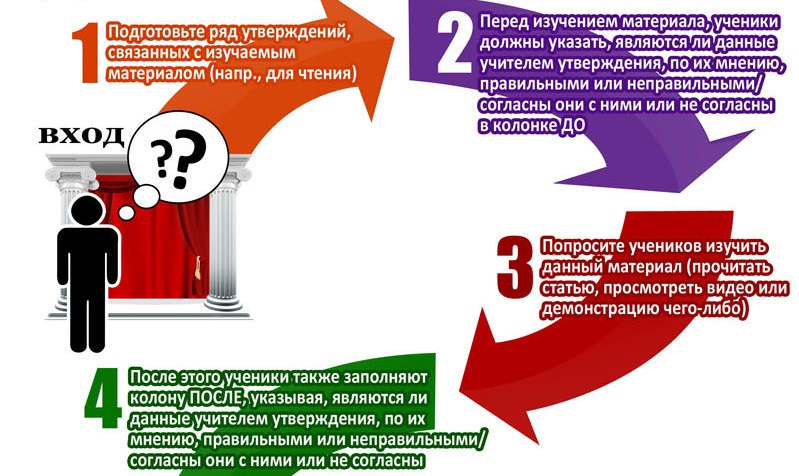 1 Подготовьте ряд утверждений,
связанных с изучаемым
материалом (напр., для чтения)
2 Перед изучением материала, ученики
должны указать, являются ли данные
учителем утверждения, по их мнению,
правильными или неправильными/
согласны они с ними или не согласны
в колонке ДО
ВХОД
???
3 Попросите учеников изучить
данный материал (прочитать
статью, просмотреть видео или
демонстрацию чего-либо)
4 После этого ученики также заполняют
колону ПОСЛЕ, указывая, являются ли
данные учителем утверждения, по их
мнению, правильными или неправильными/
согласны они с ними или не согласны